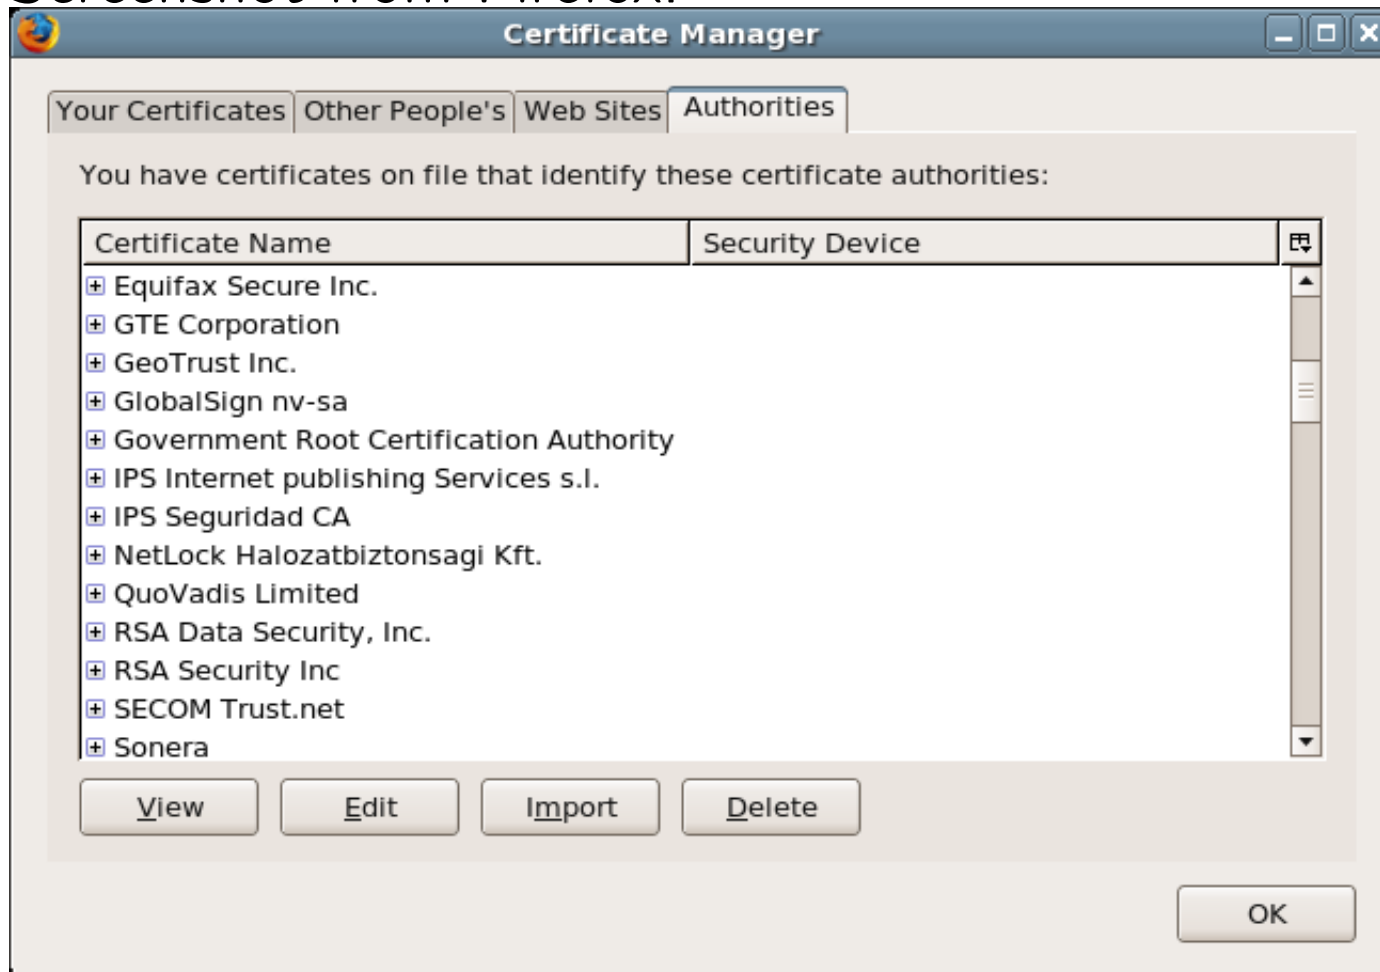 Screenshot from Firefox:
Certificate Manager
Your Certificates Other People's Web Sites Authorities
You have certificates on file that identify these certificate authorities:
Certificate Name Security Device
Equifax Secure Inc.
GTE Corporation
GeoTrust Inc.
GlobalSign nv-sa
Government Root Certification Authority
IPS Internet publishing Services s.l.
IPS Seguridad CA
NetLock Halozatbiztonsagi Kft.
QuoVadis Limited
RSA Data Security, Inc.
RSA Security Inc
SECOM Trust.net
Sonera
View Edit Import Delete
OK